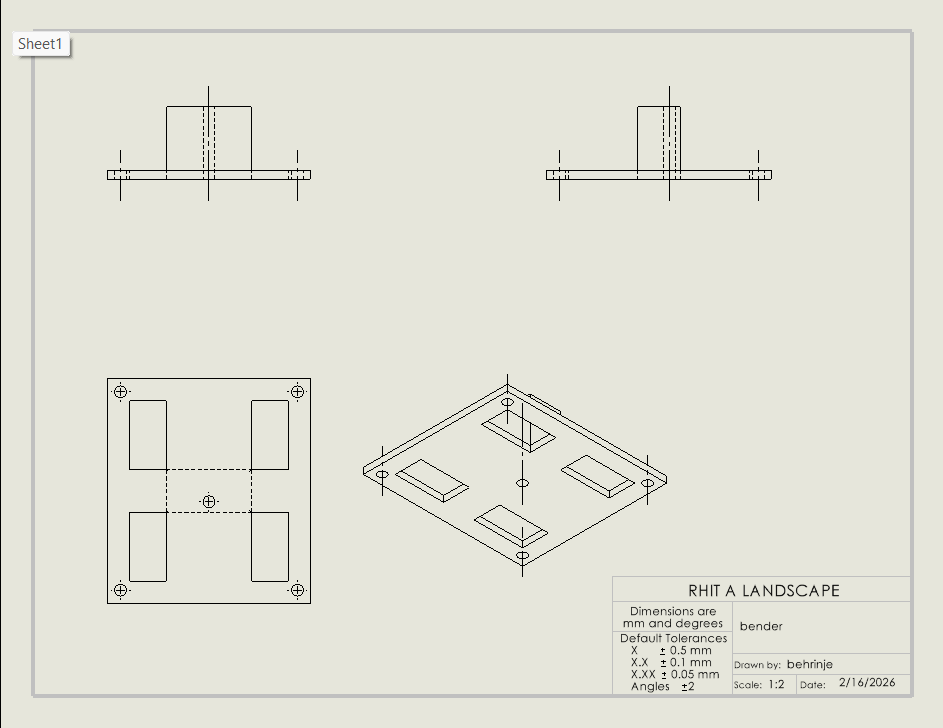 Sheet1
RHIT A LANDSCAPE
Dimensions are
mm and degrees
Default Tolerances
X ± 0.5 mm
X.X ± 0.1 mm
X.XX ± 0.05 mm
Angles ±2
bender
Drawn by: behrinje
Scale: 1:2 Date: 2/16/2026